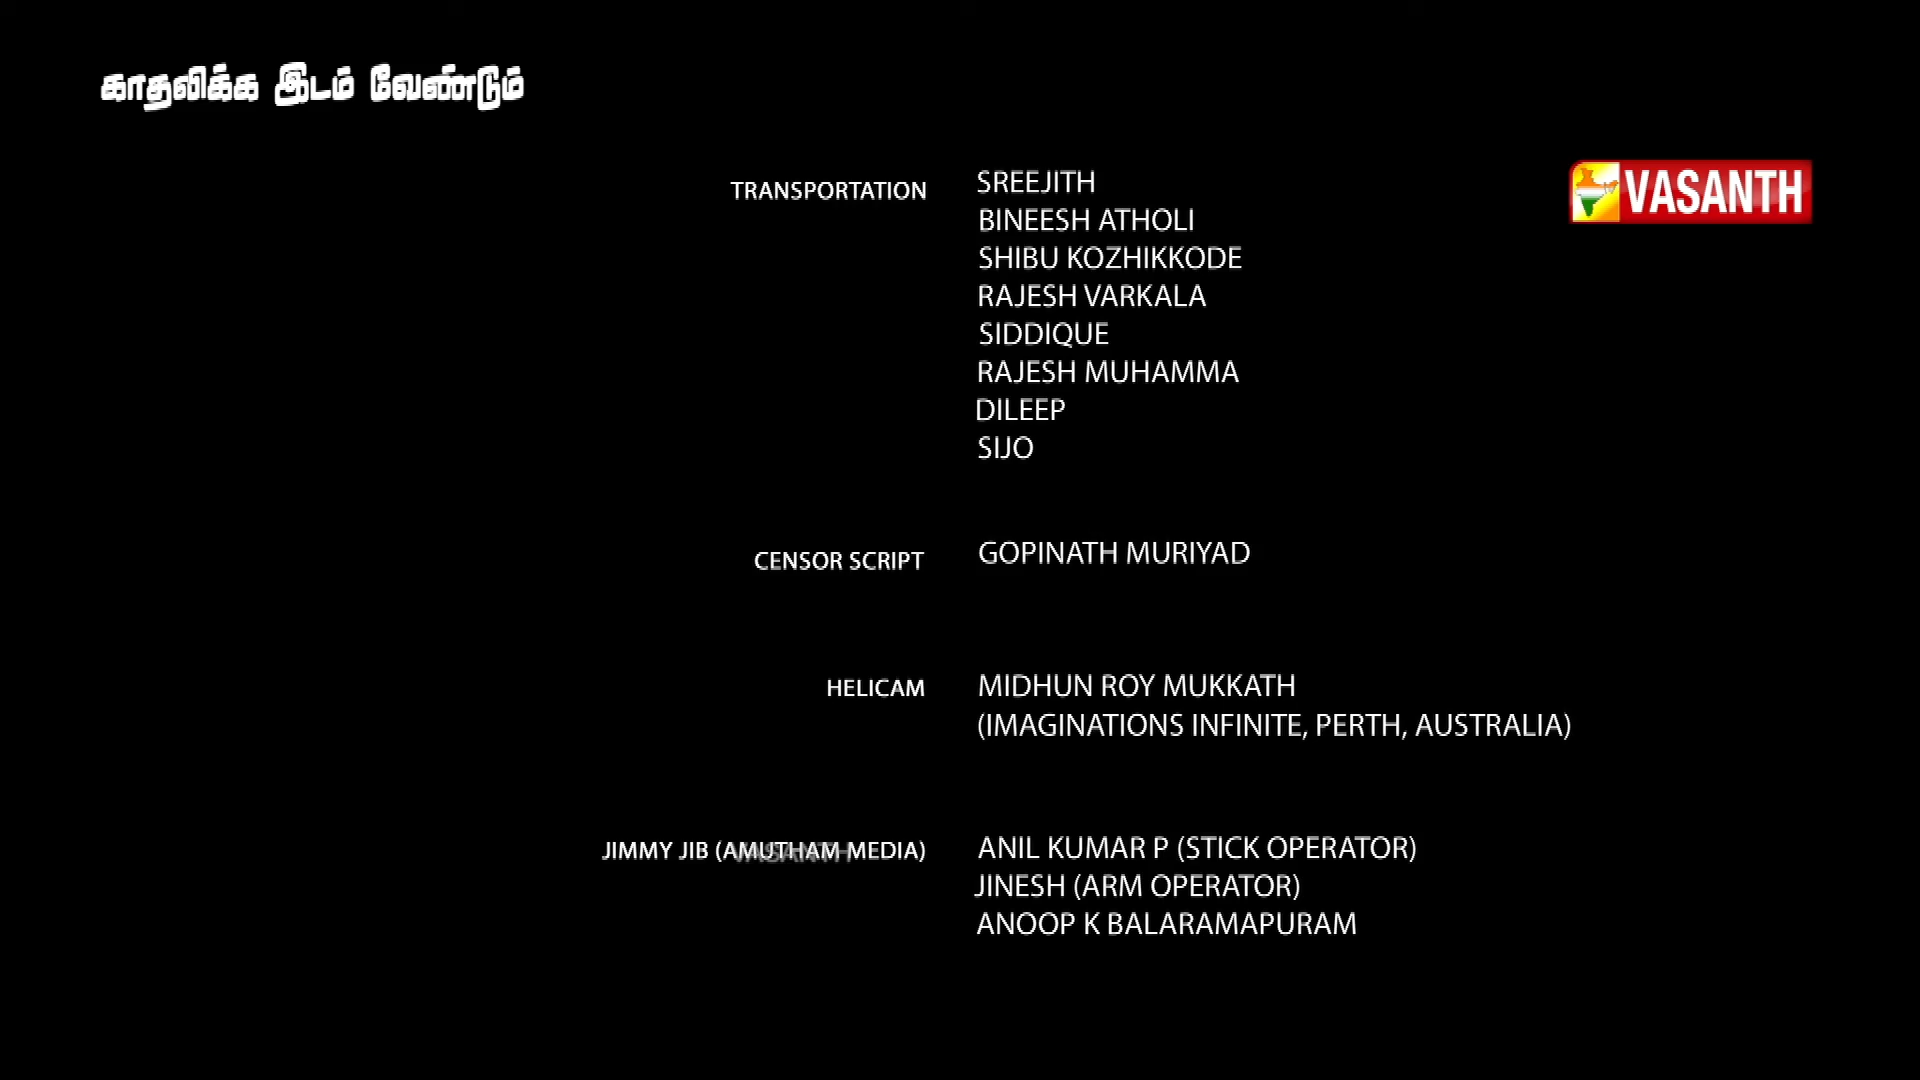 காதலிக்க இடம் வேண்டும்
VASANTH
TRANSPORTATION SREEJITH
BINEESH ATHOLI
SHIBU KOZHIKKODE
RAJESH VARKALA
SIDDIQUE
RAJESH MUHAMMA
DILEEP
SIJO
CENSOR SCRIPT GOPINATH MURIYAD
HELICAM MIDHUN ROY MUKKATH
(IMAGINATIONS INFINITE, PERTH, AUSTRALIA)
JIMMY JIB (AMUTHAM MEDIA) ANIL KUMAR P (STICK OPERATOR)
VASANTH
JINESH (ARM OPERATOR)
ANOOP K BALARAMAPURAM